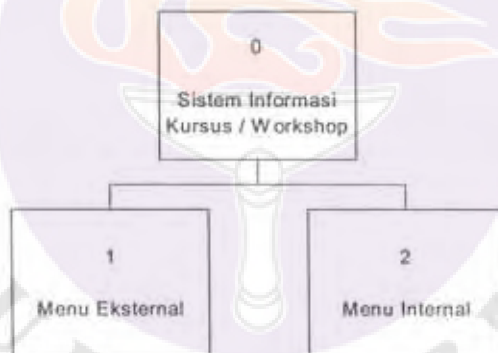 0
Sistem Informasi
Kursus / Workshop
1
Menu Eksternal
2
Menu Internal